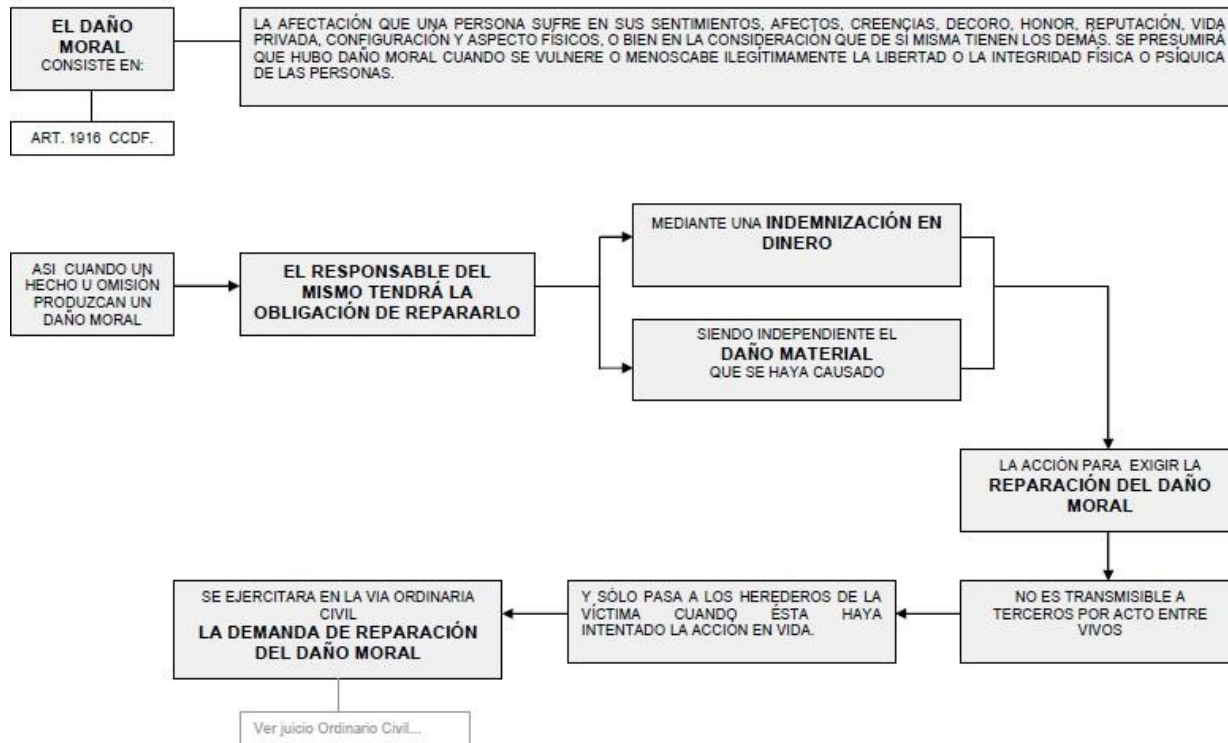 EL DAÑO
MORAL
CONSISTE EN:
LA AFECTACIÓN QUE UNA PERSONA SUFRE EN SUS SENTIMIENTOS, AFECTOS, CREENCIAS, DECORO, HONOR, REPUTACIÓN, VIDA
PRIVADA, CONFIGURACIÓN Y ASPECTO FÍSICOS, O BIEN EN LA CONSIDERACIÓN QUE DE SÍ MISMA TIENEN LOS DEMÁS. SE PRESUMIRÁ
QUE HUBO DAÑO MORAL CUANDO SE VULNERE O MENOSCABE ILEGÍTIMAMENTE LA LIBERTAD O LA INTEGRIDAD FÍSICA O PSÍQUICA
DE LAS PERSONAS.
ART. 1916 CCDF.
ASI CUANDO UN
HECHO U OMISIÓN
PRODUZCAN UN
DAÑO MORAL
EL RESPONSABLE DEL
MISMO TENDRÁ LA
OBLIGACIÓN DE REPARARLO
MEDIANTE UNA INDEMNIZACIÓN EN
DINERO
SIENDO INDEPENDIENTE EL
DAÑO MATERIAL
QUE SE HAYA CAUSADO
LA ACCIÓN PARA EXIGIR LA
REPARACIÓN DEL DAÑO
MORAL
NO ES TRANSMISIBLE A
TERCEROS POR ACTO ENTRE
VIVOS
Y SÓLO PASA A LOS HEREDEROS DE LA
VÍCTIMA CUANDO ÉSTA HAYA
INTENTADO LA ACCIÓN EN VIDA.
SE EJERCITARA EN LA VIA ORDINARIA
CIVIL
LA DEMANDA DE REPARACIÓN
DEL DAÑO MORAL
Ver juicio Ordinario Civil...